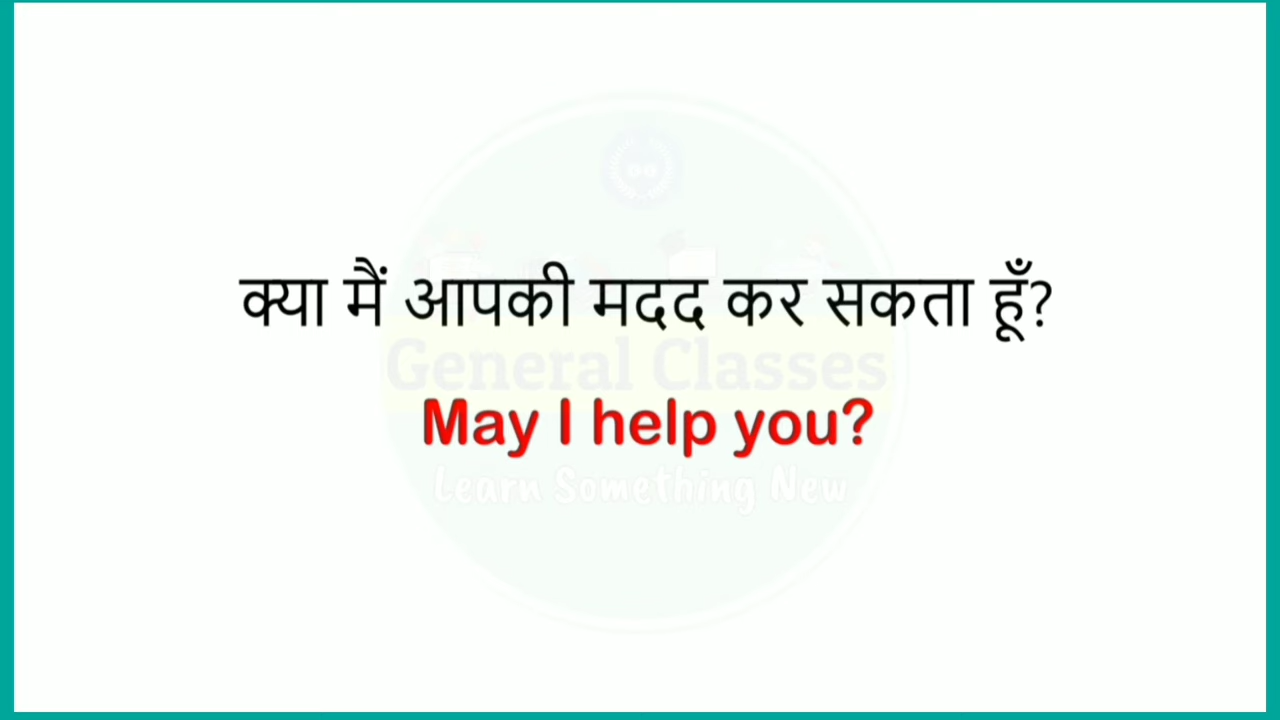 क्या मैं आपकी मदद कर सकता हूँ?
General Classes
May I help you?
Learn Something New